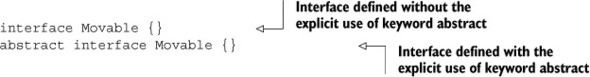 Interface defined without the
explicit use of keyword abstract
interface Movable {}
abstract interface Movable {}
Interface defined with the
explicit use of keyword abstract